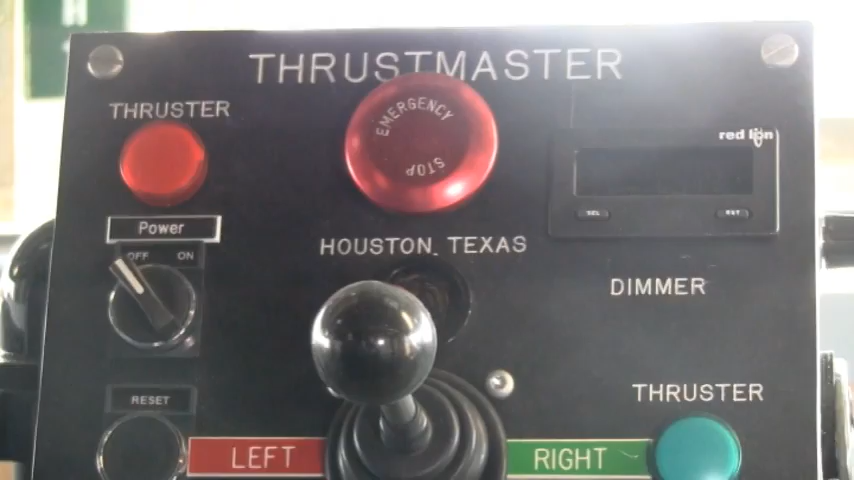 THRUSTMASTER
THRUSTER
EMERGENCY
STOP
red lion
Power
SEL
RST
OFF ON
HOUSTON, TEXAS
DIMMER
RESET
THRUSTER
LEFT
RIGHT